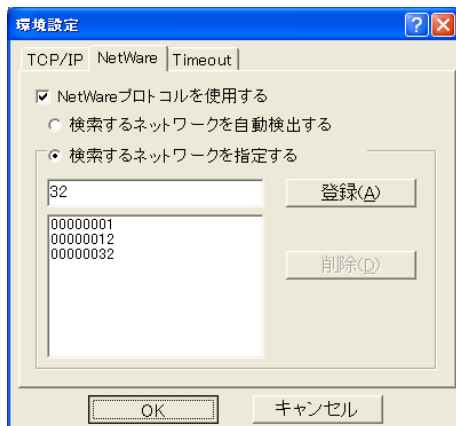 環境設定
TCP/IP NetWare Timeout
NetWareプロトコルを使用する
検索するネットワークを自動検出する
検索するネットワークを指定する
32
登録(A)
00000001
00000012
00000032
削除(D)
OK
キャンセル